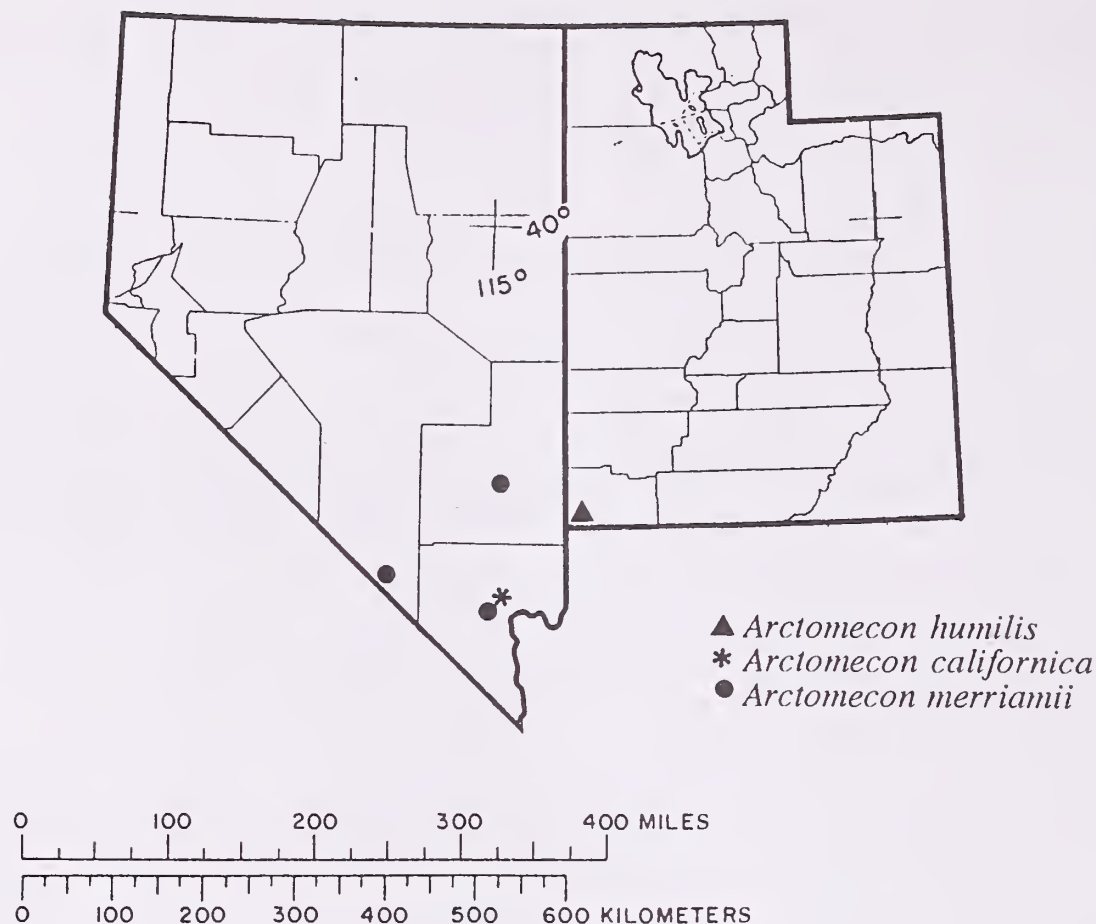 40°
115°
▲ Arctomecon humilis
* Arctomecon californica
● Arctomecon merriamii
0 100 200 300 400 MILES
0 100 200 300 400 500 600 KILOMETERS